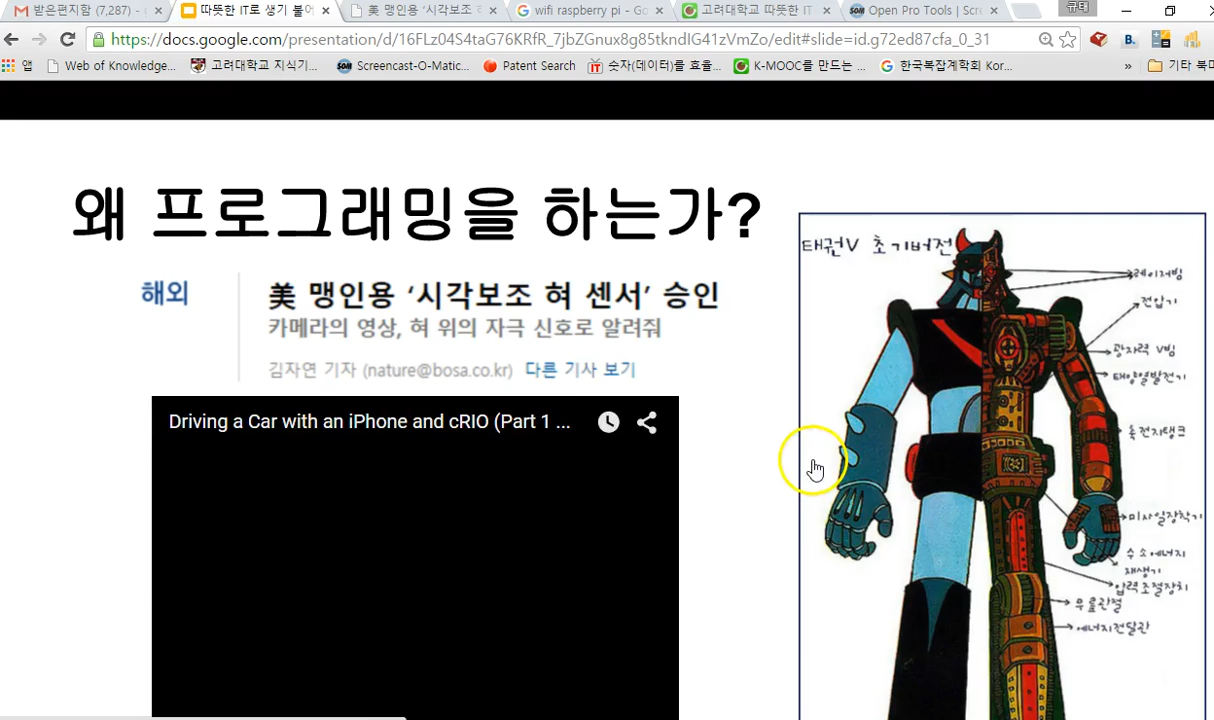 받은편지함 (7,287) -
따뜻한 IT로 생기 불어
美 맹인용 '시각보조 혀
wifi raspberry pi - Go
고려대학교 따뜻한 IT
Open Pro Tools | Scre
규태
https://docs.google.com/presentation/d/16FLz04S4taG76KRfR_7jbZGnux8g85tkndIG41zVmZo/edit#slide=id.g72ed87cfa_0_31
앱
Web of Knowledge...
고려대학교 지식기...
Screencast-O-Matic...
Patent Search
숫자(데이터)를 효율...
K-MOOC를 만드는 ...
한국복잡계학회 Kor...
»
기타 북마
왜 프로그래밍을 하는가?
해외
美 맹인용 '시각보조 혀 센서' 승인
카메라의 영상, 혀 위의 자극 신호로 알려줘
김자연 기자 (nature@bosa.co.kr) 다른 기사 보기
Driving a Car with an iPhone and cRIO (Part 1 ...
태권V 초기버전
레이저빔
전압기
광자력 V빔
태양열발전기
축전지탱크
미사일장착기
수소에너지
재생기
압력조절장치
무릎관절
에너지전달관